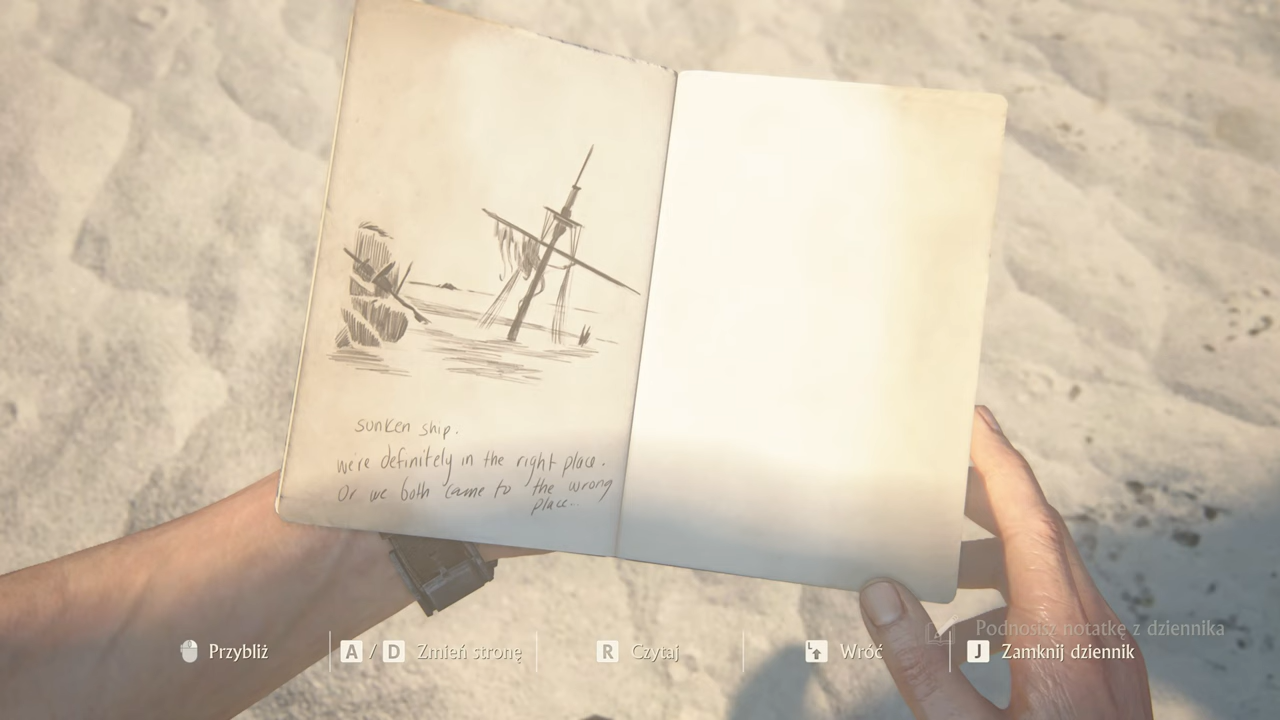 sunken ship.
we're definitely in the right place.
Or we both came to the wrong
place...
Podnosisz notatkę z dziennika
Przybliż
A / D Zmień stronę
R Czytaj
Wróć
J Zamknij dziennik